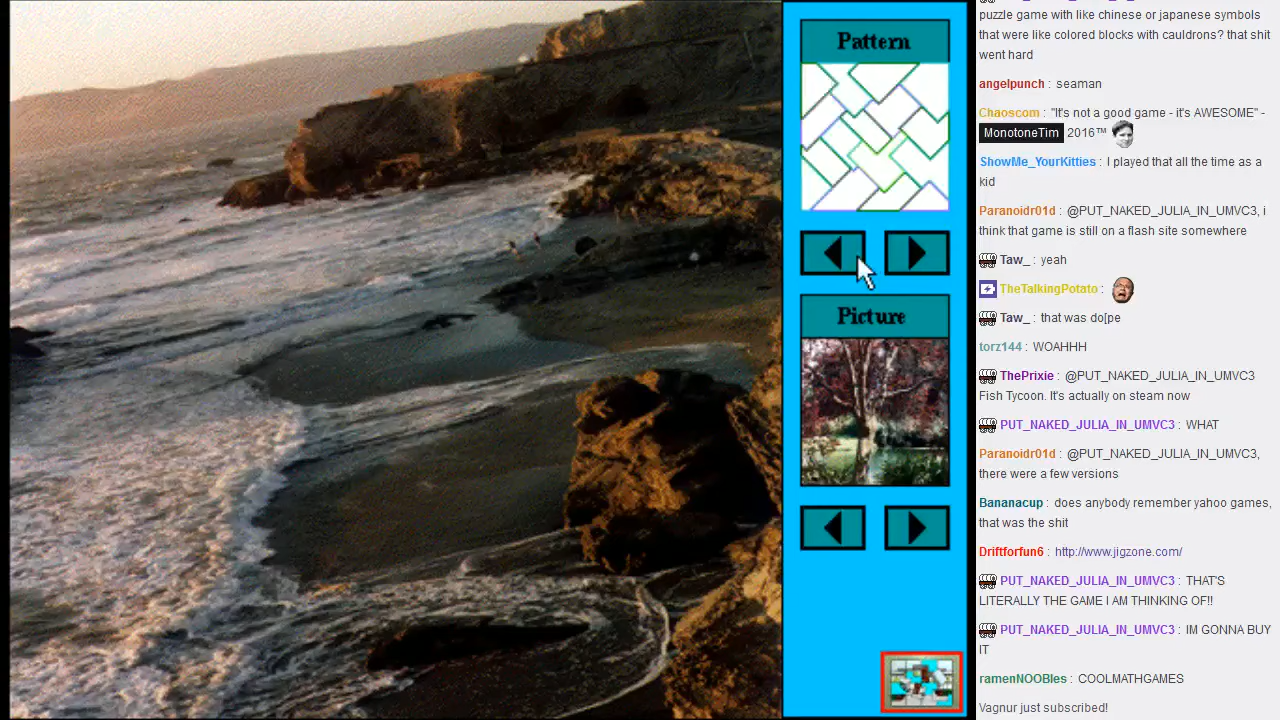 Pattern
Picture
puzzle game with like chinese or japanese symbols
that were like colored blocks with cauldrons? that shit
went hard
angelpunch : seaman
Chaoscom : "It's not a good game - it's AWESOME" -
MonotoneTim 2016™
ShowMe_YourKitties : I played that all the time as a
kid
Paranoidr01d : @PUT_NAKED_JULIA_IN_UMVC3, i
think that game is still on a flash site somewhere
Taw_ : yeah
TheTalkingPotato :
Taw_ : that was do[pe
torz144 : WOAHHH
ThePrixie : @PUT_NAKED_JULIA_IN_UMVC3
Fish Tycoon. It's actually on steam now
PUT_NAKED_JULIA_IN_UMVC3 : WHAT
Paranoidr01d : @PUT_NAKED_JULIA_IN_UMVC3,
there were a few versions
Bananacup : does anybody remember yahoo games,
that was the shit
Driftforfun6 : http://www.jigzone.com/
PUT_NAKED_JULIA_IN_UMVC3 : THAT'S
LITERALLY THE GAME I AM THINKING OF!!
PUT_NAKED_JULIA_IN_UMVC3 : IM GONNA BUY
IT
ramenNOOBles : COOLMATHGAMES
Vagnur just subscribed!